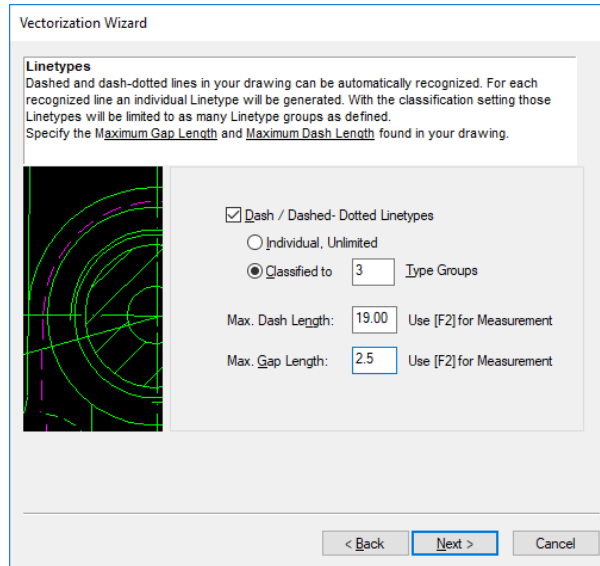 Vectorization Wizard
Linetypes
Dashed and dash-dotted lines in your drawing can be automatically recognized. For each
recognized line an individual Linetype will be generated. With the classification setting those
Linetypes will be limited to as many Linetype groups as defined.
Specify the Maximum Gap Length and Maximum Dash Length found in your drawing.
Dash / Dashed- Dotted Linetypes
Individual, Unlimited
Classified to 3 Type Groups
Max. Dash Length: 19.00 Use [F2] for Measurement
Max. Gap Length: 2.5 Use [F2] for Measurement
< Back Next > Cancel